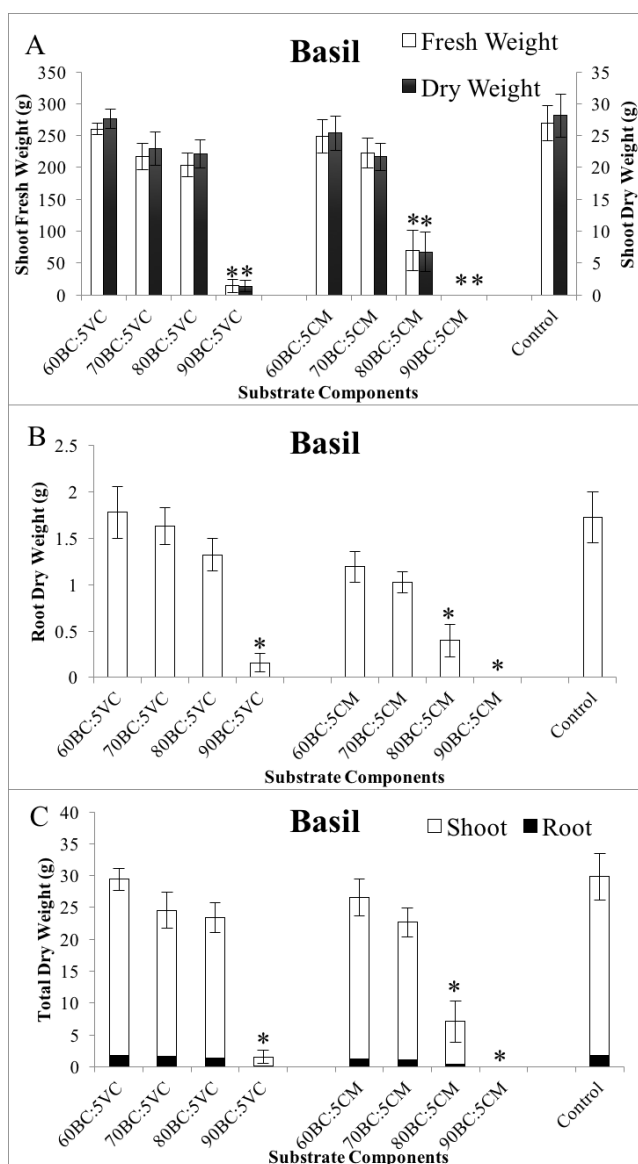 A
Basil
Fresh Weight
Dry Weight
Shoot Fresh Weight (g)
350
300
250
200
150
100
50
0
35
30
25
20
15
10
5
0
Shoot Dry Weight (g)
** ** **
60BC:5VC 70BC:5VC 80BC:5VC 90BC:5VC 60BC:5CM 70BC:5CM 80BC:5CM 90BC:5CM Control
Substrate Components
B
Basil
Root Dry Weight (g)
2.5
2
1.5
1
0.5
0
* * *
60BC:5VC 70BC:5VC 80BC:5VC 90BC:5VC 60BC:5CM 70BC:5CM 80BC:5CM 90BC:5CM Control
Substrate Components
C
Basil
Shoot Root
Total Dry Weight (g)
40
35
30
25
20
15
10
5
0
* * *
60BC:5VC 70BC:5VC 80BC:5VC 90BC:5VC 60BC:5CM 70BC:5CM 80BC:5CM 90BC:5CM Control
Substrate Components